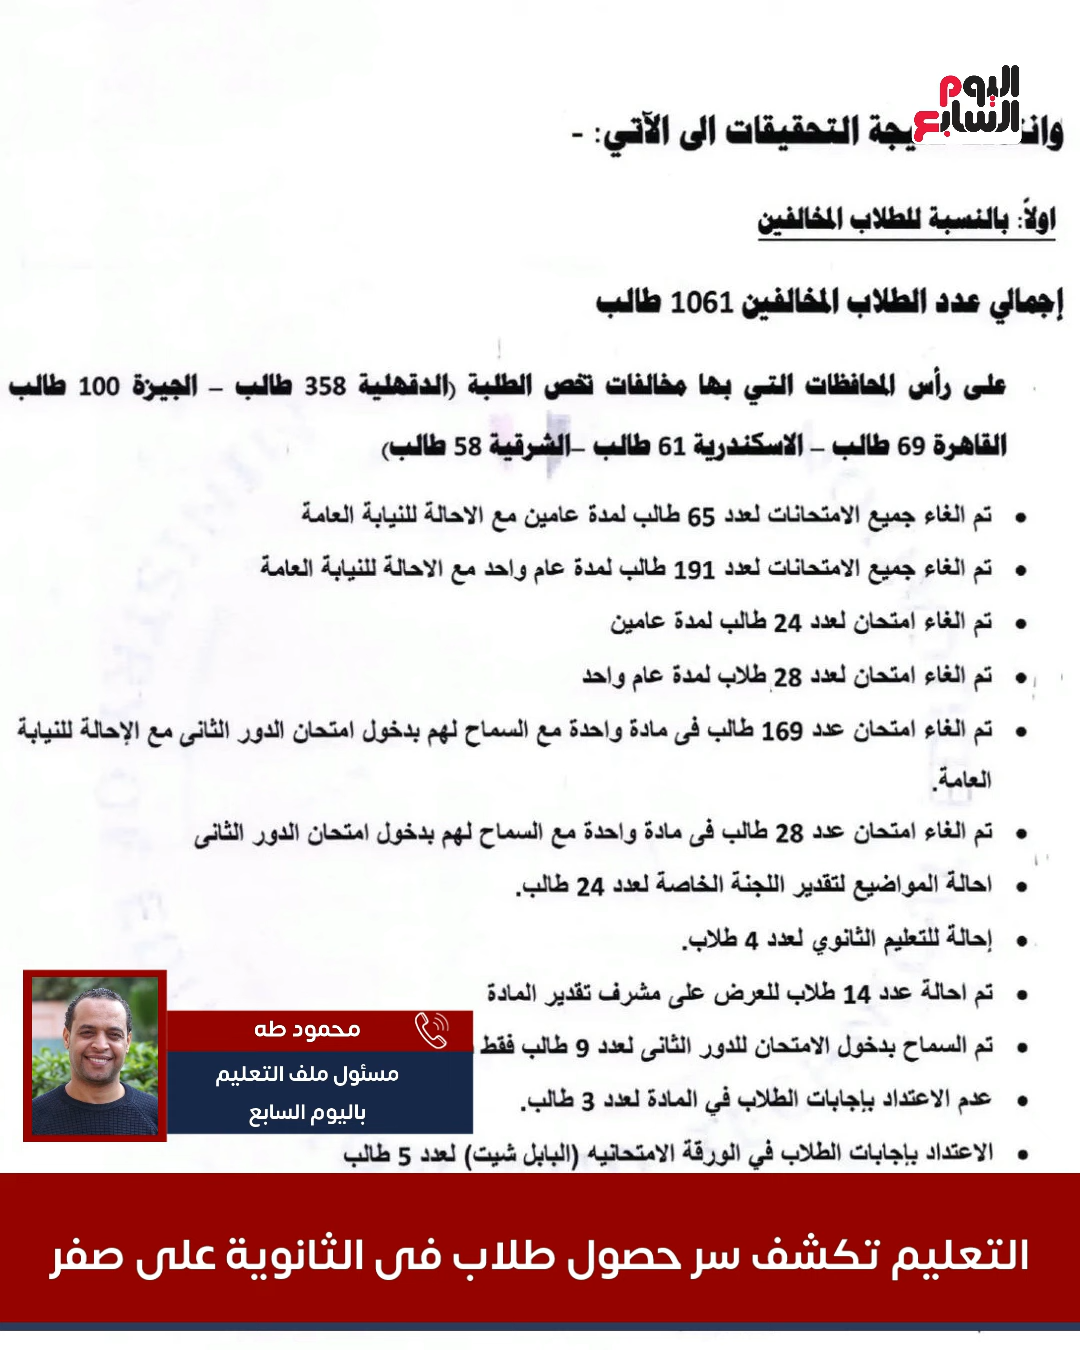 اليوم
السابع
يجة التحقيقات الى الآتي: -
اولاً: بالنسبة للطلاب المخالفين
إجمالي عدد الطلاب المخالفين 1061 طالب
على رأس المحافظات التي بها مخالفات تخص الطلبة (الدقهلية 358 طالب – الجيزة 100 طالب
القاهرة 69 طالب – الاسكندرية 61 طالب –الشرقية 58 طالب)
• تم الغاء جميع الامتحانات لعدد 65 طالب لمدة عامين مع الاحالة للنيابة العامة
• تم الغاء جميع الامتحانات لعدد 191 طالب لمدة عام واحد مع الاحالة للنيابة العامة
• تم الغاء امتحان لعدد 24 طالب لمدة عامين
• تم الغاء امتحان لعدد 28 طلاب لمدة عام واحد
• تم الغاء امتحان عدد 169 طالب فى مادة واحدة مع السماح لهم بدخول امتحان الدور الثانى مع الإحالة للنيابة
العامة.
• تم الغاء امتحان عدد 28 طالب فى مادة واحدة مع السماح لهم بدخول امتحان الدور الثانى
• احالة المواضيع لتقدير اللجنة الخاصة لعدد 24 طالب.
• إحالة للتعليم الثانوي لعدد 4 طلاب.
• تم احالة عدد 14 طلاب للعرض على مشرف تقدير المادة
• تم السماح بدخول الامتحان للدور الثانى لعدد 9 طالب فقط
• عدم الاعتداد بإجابات الطلاب في المادة لعدد 3 طالب.
• الاعتداد بإجابات الطلاب في الورقة الامتحانيه (البابل شيت) لعدد 5 طالب
محمود طه
مسئول ملف التعليم
باليوم السابع
التعليم تكشف سر حصول طلاب فى الثانوية على صفر